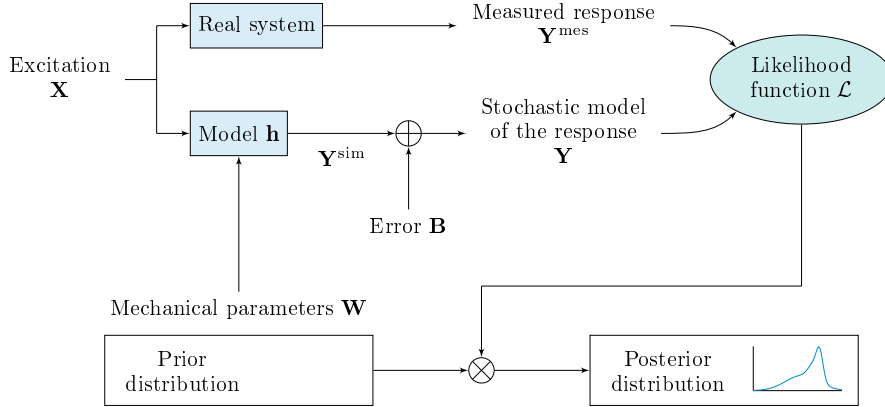 Measured response
Y^mes
Real system
Excitation
X
Likelihood
function ℒ
Stochastic model
of the response
Y
Model h
Y^sim
Error B
Mechanical parameters W
Prior
distribution
Posterior
distribution